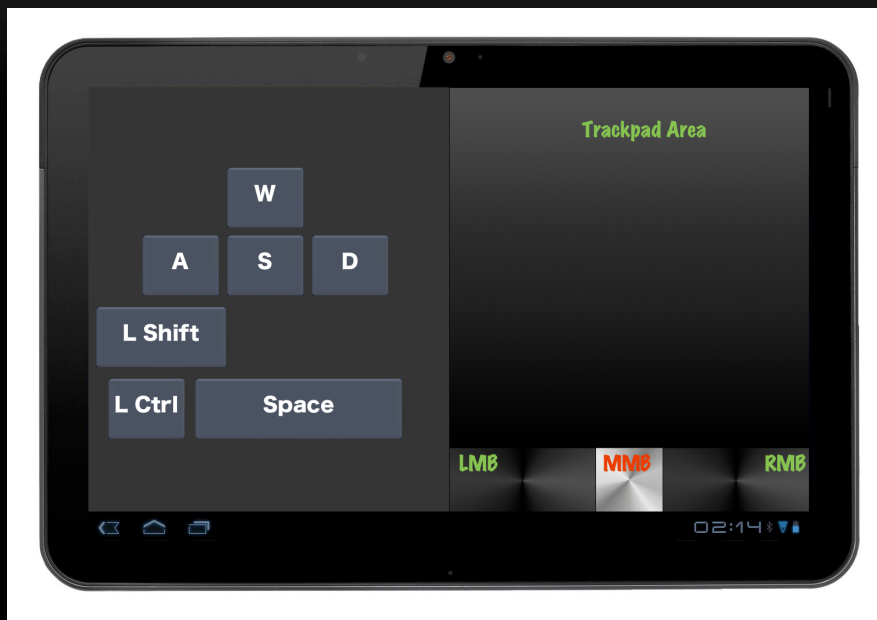 Trackpad Area
W
A S D
L Shift
L Ctrl Space
LMB MMB RMB
02:14